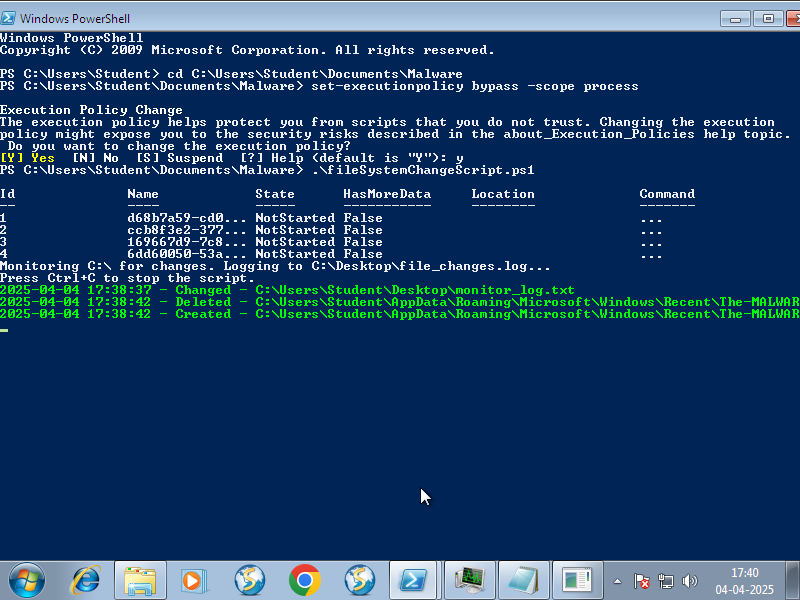 Windows PowerShell
Windows PowerShell
Copyright (C) 2009 Microsoft Corporation. All rights reserved.
PS C:\Users\Student> cd C:\Users\Student\Documents\Malware
PS C:\Users\Student\Documents\Malware> set-executionpolicy bypass -scope process
Execution Policy Change
The execution policy helps protect you from scripts that you do not trust. Changing the execution
policy might expose you to the security risks described in the about_Execution_Policies help topic.
Do you want to change the execution policy?
[Y] Yes [N] No [S] Suspend [?] Help (default is "Y"): y
PS C:\Users\Student\Documents\Malware> .\fileSystemChangeScript.ps1
Id Name State HasMoreData Location Command
-- ---- ----- ----------- -------- -------
1 d68b7a59-cd0... NotStarted False ...
2 ccb8f3e2-377... NotStarted False ...
3 169667d9-7c8... NotStarted False ...
4 6dd60050-53a... NotStarted False ...
Monitoring C:\ for changes. Logging to C:\Desktop\file_changes.log...
Press Ctrl+C to stop the script.
2025-04-04 17:38:37 - Changed - C:\Users\Student\Desktop\monitor_log.txt
2025-04-04 17:38:42 - Deleted - C:\Users\Student\AppData\Roaming\Microsoft\Windows\Recent\The-MALWAR
2025-04-04 17:38:42 - Created - C:\Users\Student\AppData\Roaming\Microsoft\Windows\Recent\The-MALWAR
17:40
04-04-2025